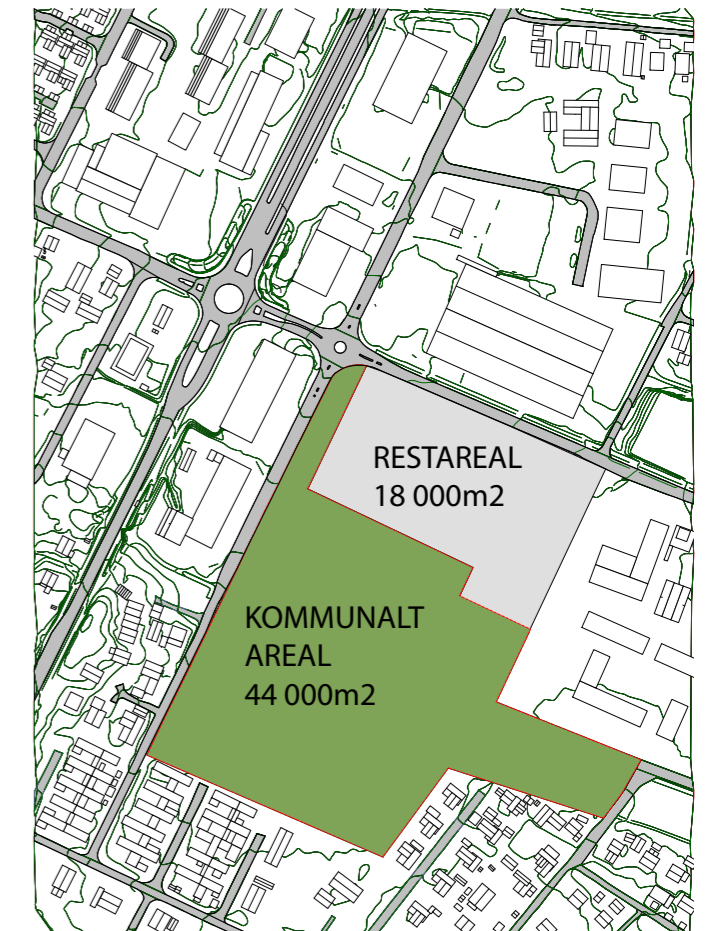 RESTAREAL
18 000m2
KOMMUNALT
AREAL
44 000m2